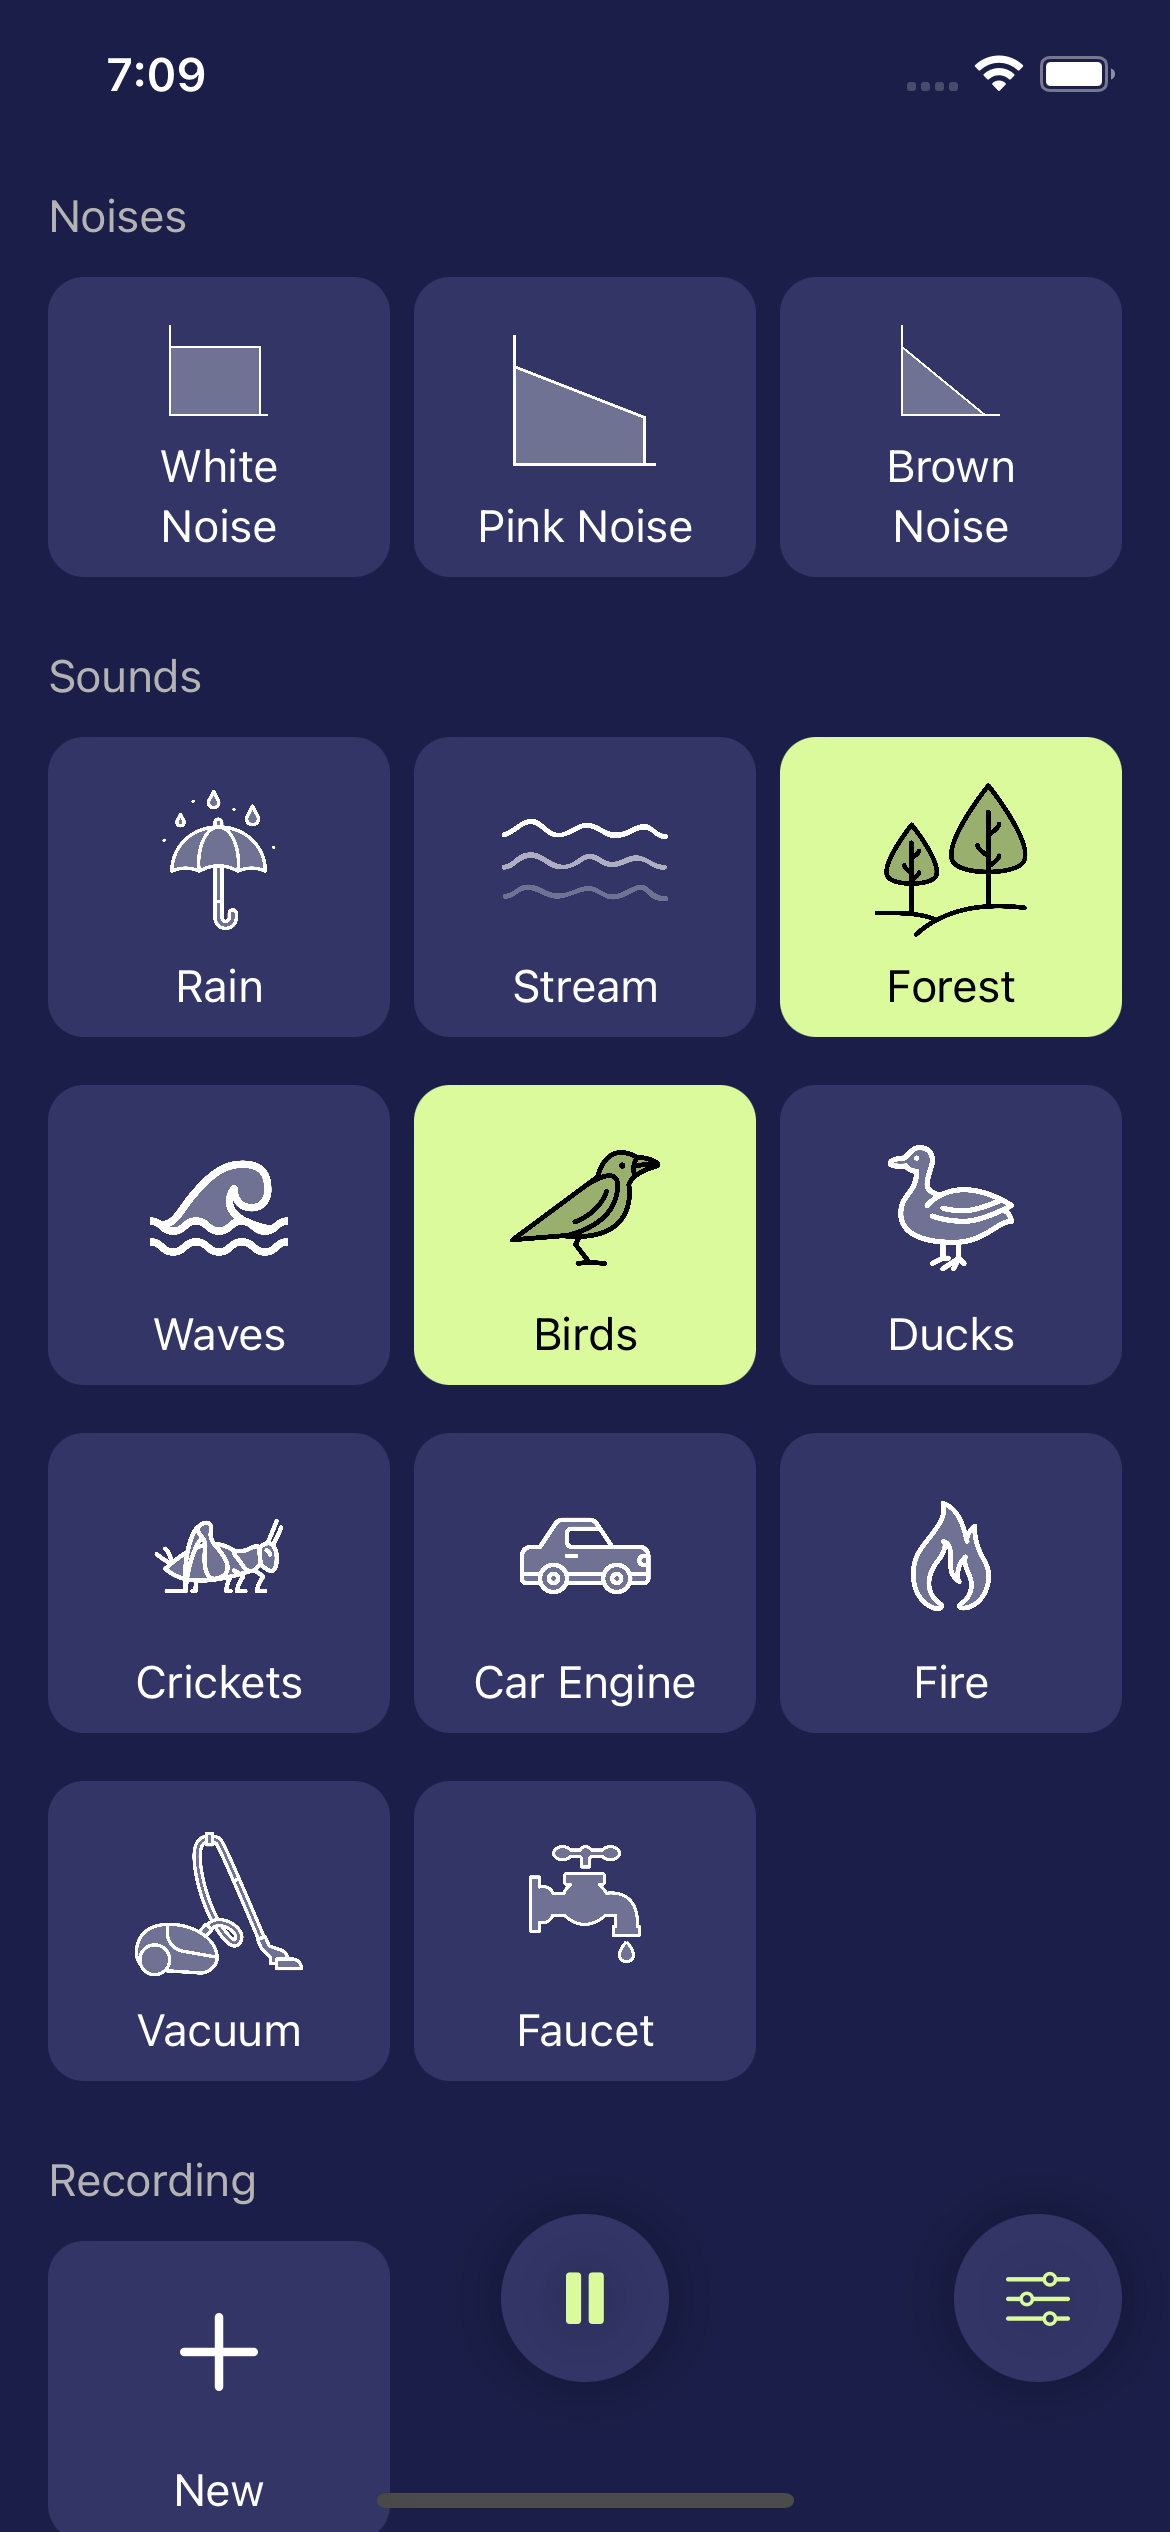 7:09
Noises
White
Noise
Pink Noise
Brown
Noise
Sounds
Rain
Stream
Forest
Waves
Birds
Ducks
Crickets
Car Engine
Fire
Vacuum
Faucet
Recording
New